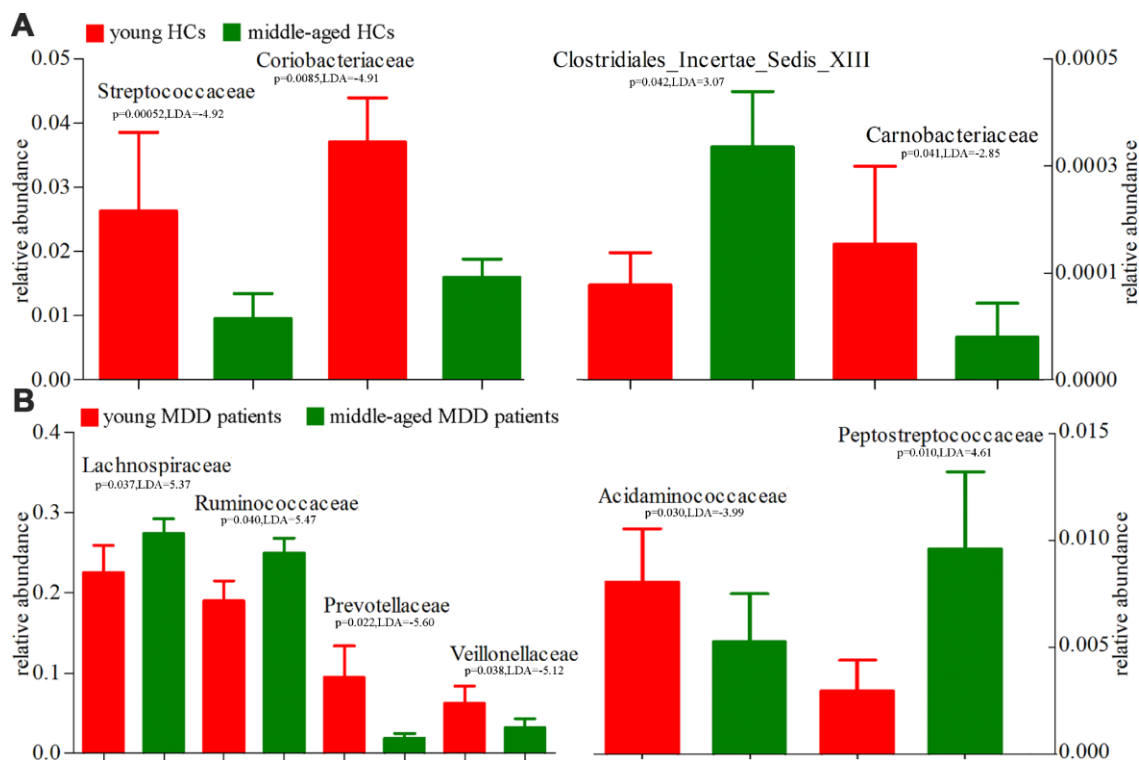 A
young HCs middle-aged HCs
Streptococcaceae
p=0.00052,LDA=-4.92
Coriobacteriaceae
p=0.0085,LDA=-4.91
relative abundance
0.05
0.04
0.03
0.02
0.01
0.00
Clostridiales_Incertae_Sedis_XIII
p=0.042,LDA=3.07
Carnobacteriaceae
p=0.041,LDA=-2.85
0.0005
0.0003
0.0001
0.0000
relative abundance
B
young MDD patients middle-aged MDD patients
Lachnospiraceae
p=0.037,LDA=5.37
Ruminococcaceae
p=0.040,LDA=5.47
Prevotellaceae
p=0.022,LDA=-5.60
Veillonellaceae
p=0.038,LDA=-5.12
relative abundance
0.4
0.3
0.2
0.1
0.0
Acidaminococcaceae
p=0.030,LDA=-3.99
Peptostreptococcaceae
p=0.010,LDA=4.61
0.015
0.010
0.005
0.000
relative abundance